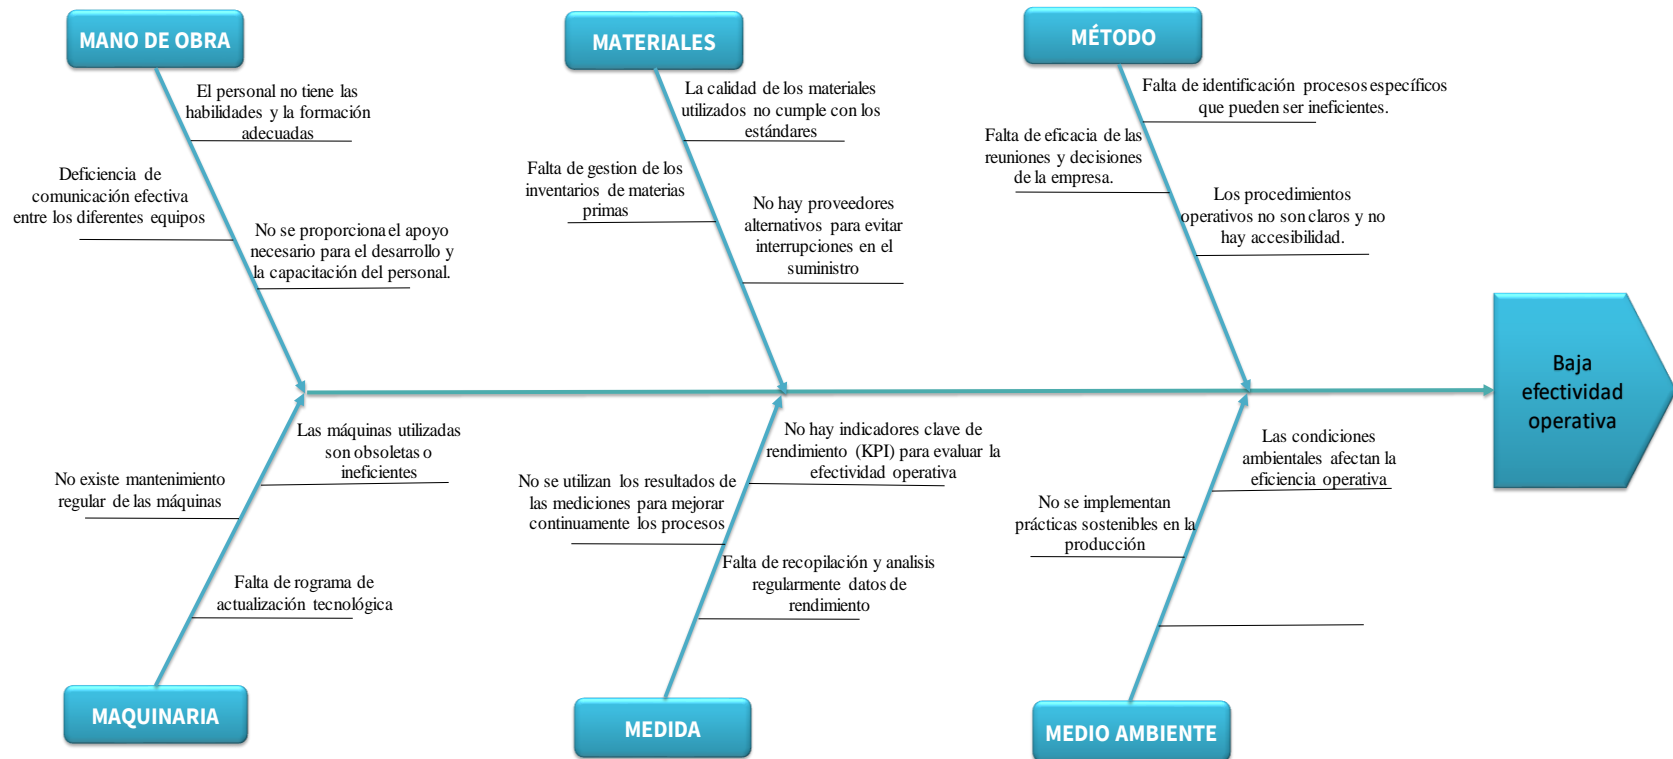 MANO DE OBRA
El personal no tiene las
habilidades y la formación
adecuadas
Deficiencia de
comunicación efectiva
entre los diferentes equipos
No se proporciona el apoyo
necesario para el desarrollo y
la capacitación del personal.
MATERIALES
La calidad de los materiales
utilizados no cumple con los
estándares
Falta de gestion de los
inventarios de materias
primas
No hay proveedores
alternativos para evitar
interrupciones en el
suministro
MÉTODO
Falta de identificación procesos específicos
que pueden ser ineficientes.
Falta de eficacia de las
reuniones y decisiones
de la empresa.
Los procedimientos
operativos no son claros y no
hay accesibilidad.
Baja
efectividad
operativa
Las máquinas utilizadas
son obsoletas o
ineficientes
No existe mantenimiento
regular de las máquinas
Falta de rograma de
actualización tecnológica
MAQUINARIA
No hay indicadores clave de
rendimiento (KPI) para evaluar la
efectividad operativa
No se utilizan los resultados de
las mediciones para mejorar
continuamente los procesos
Falta de recopilación y analisis
regularmente datos de
rendimiento
MEDIDA
Las condiciones
ambientales afectan la
eficiencia operativa
No se implementan
prácticas sostenibles en la
producción
MEDIO AMBIENTE